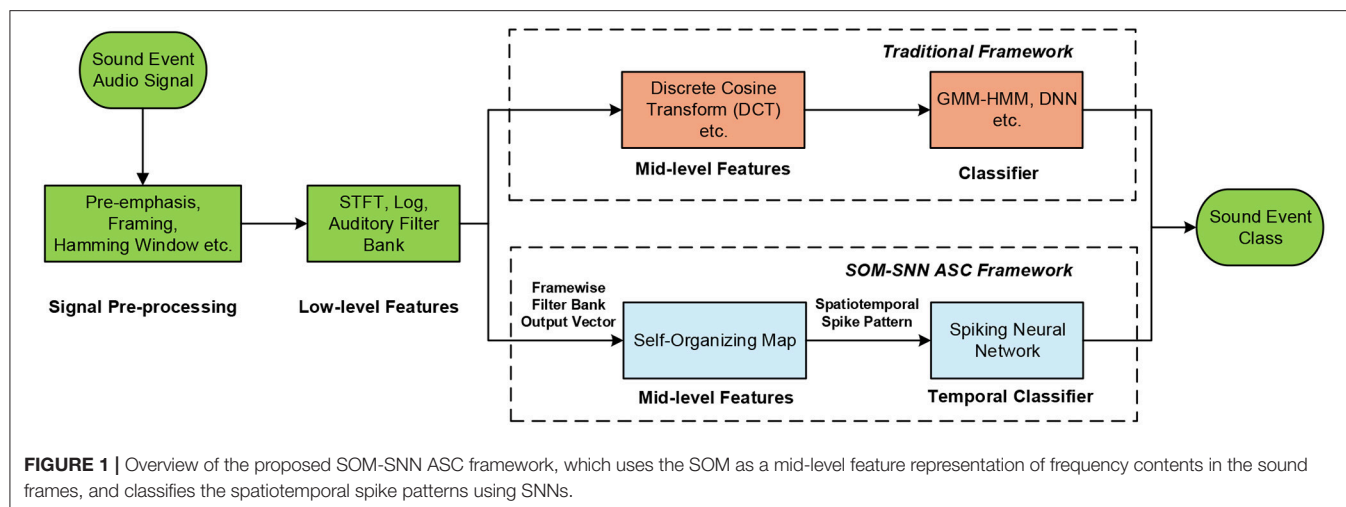 Sound Event
Audio Signal
Pre-emphasis,
Framing,
Hamming Window etc.
Signal Pre-processing
STFT, Log,
Auditory Filter
Bank
Low-level Features
Traditional Framework
Discrete Cosine
Transform (DCT)
etc.
Mid-level Features
GMM-HMM, DNN
etc.
Classifier
SOM-SNN ASC Framework
Framewise
Filter Bank
Output Vector
Self-Organizing Map
Mid-level Features
Spatiotemporal
Spike Pattern
Spiking Neural
Network
Temporal Classifier
Sound Event
Class
FIGURE 1 | Overview of the proposed SOM-SNN ASC framework, which uses the SOM as a mid-level feature representation of frequency contents in the sound
frames, and classifies the spatiotemporal spike patterns using SNNs.